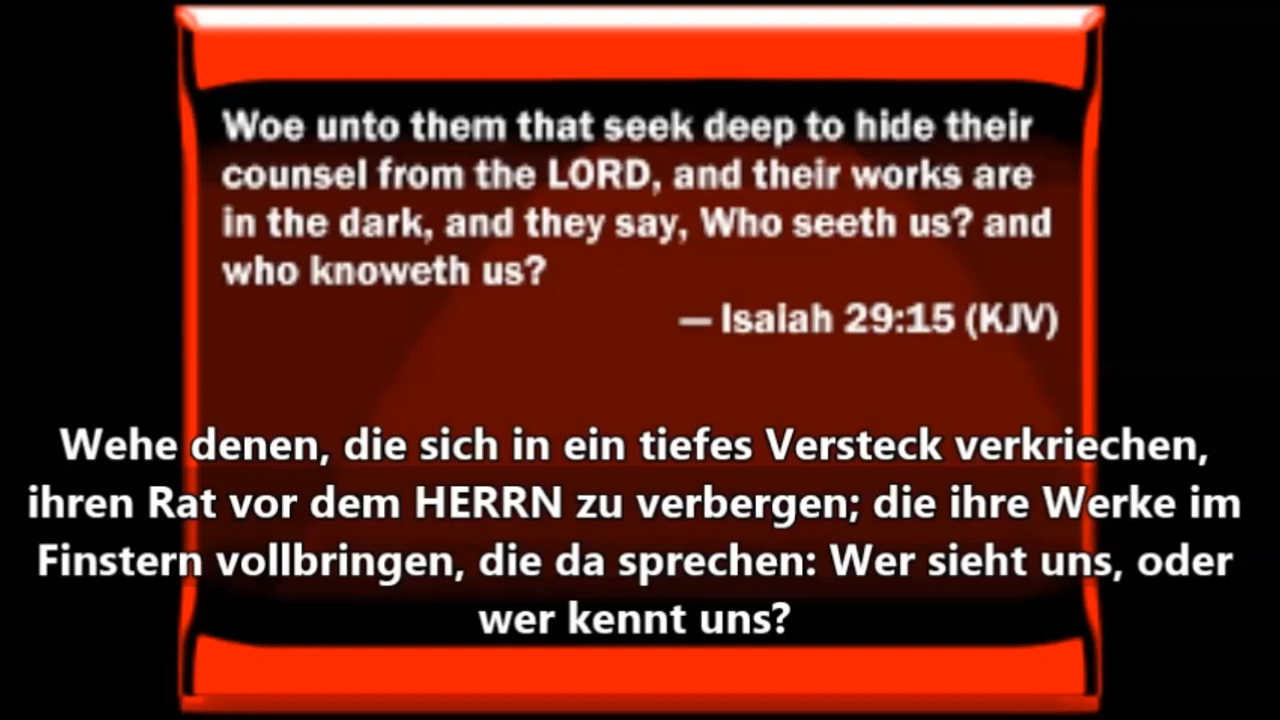 Woe unto them that seek deep to hide their
counsel from the LORD, and their works are
in the dark, and they say, Who seeth us? and
who knoweth us?
— Isaiah 29:15 (KJV)
Wehe denen, die sich in ein tiefes Versteck verkriechen,
ihren Rat vor dem HERRN zu verbergen; die ihre Werke im
Finstern vollbringen, die da sprechen: Wer sieht uns, oder
wer kennt uns?